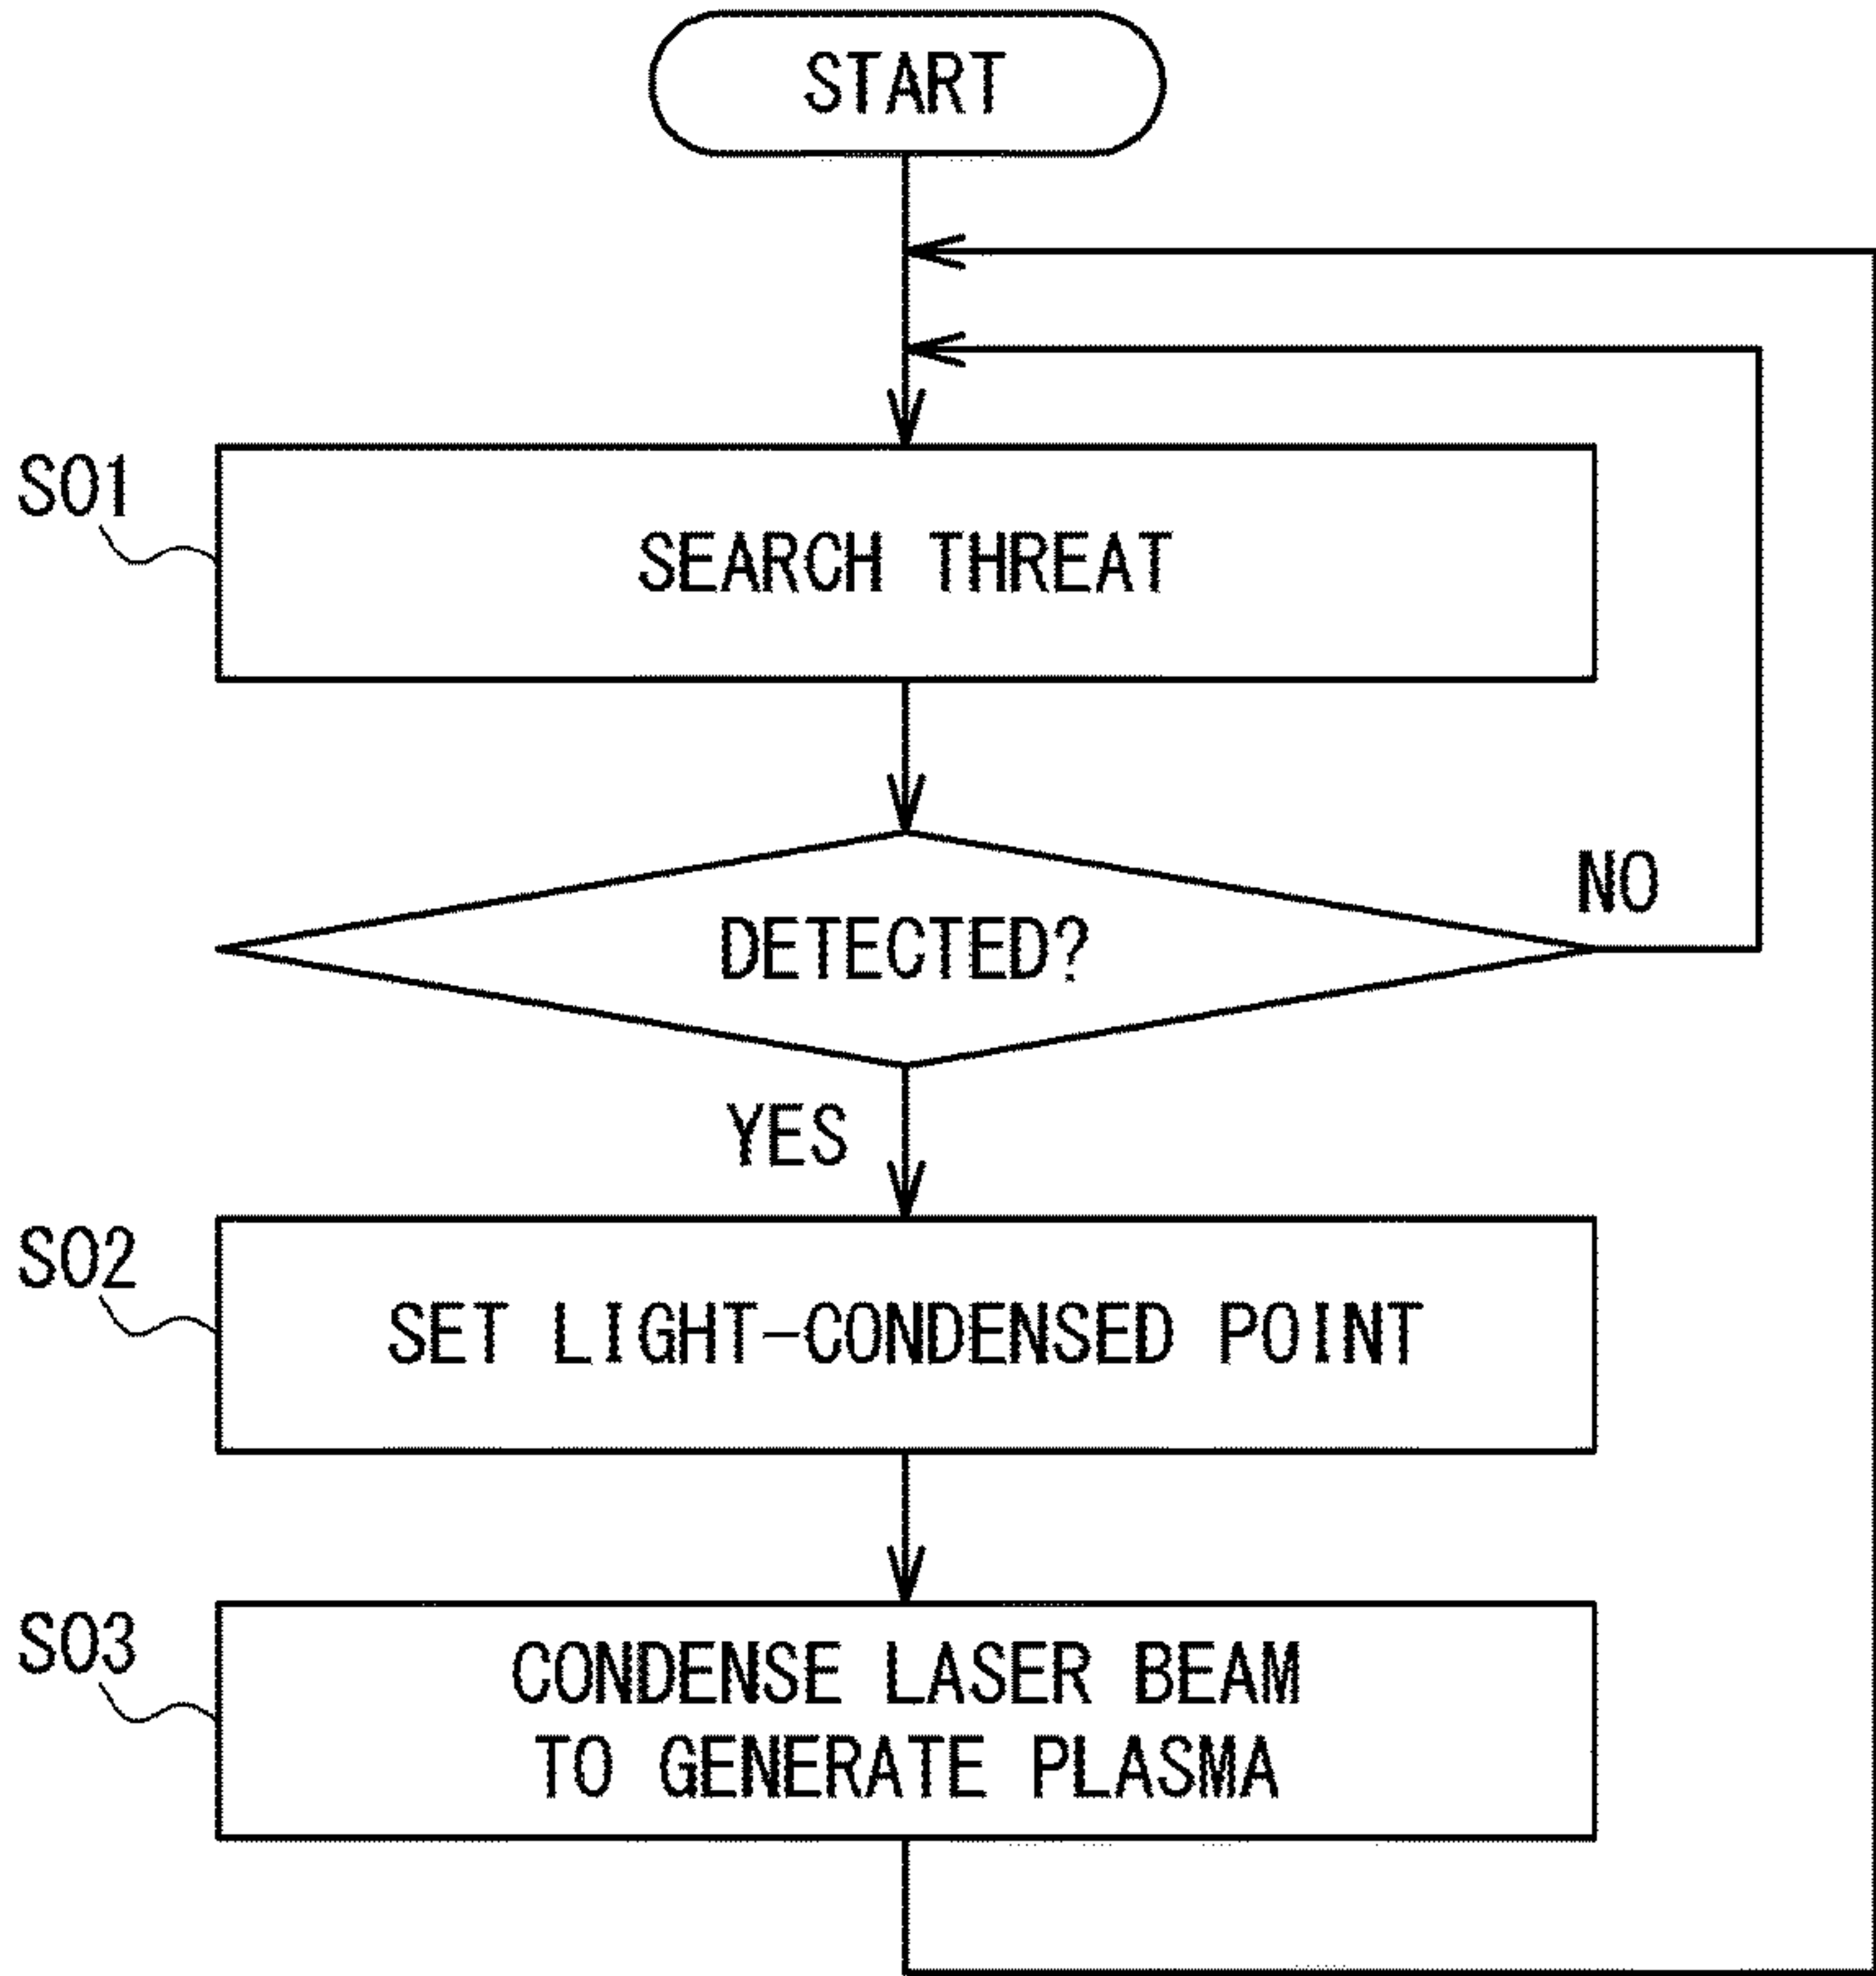 START
S01
SEARCH THREAT
NO
DETECTED?
YES
S02
SET LIGHT-CONDENSED POINT
S03
CONDENSE LASER BEAM
TO GENERATE PLASMA